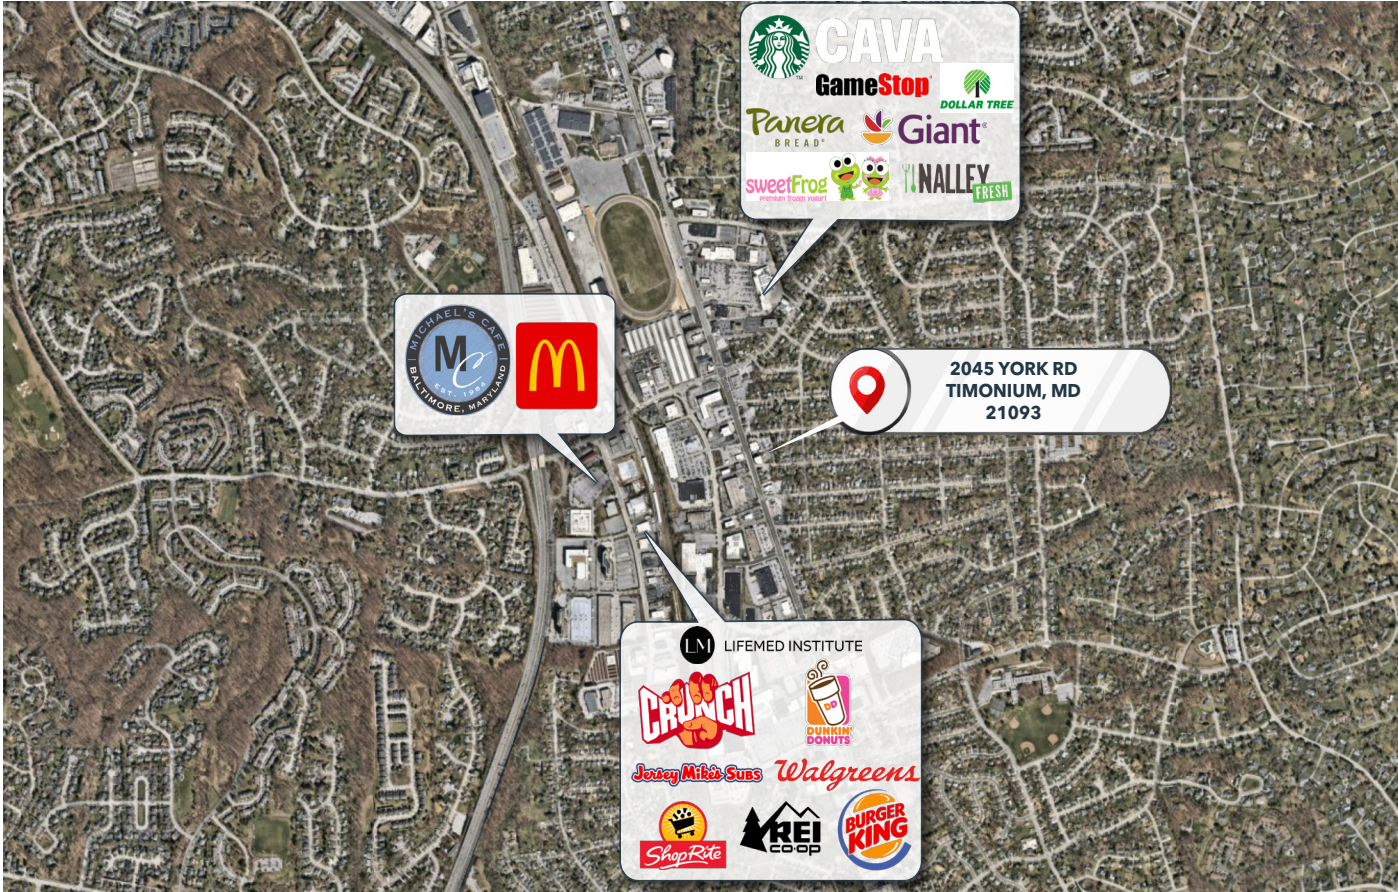 CAVA
TM
GameStop
DOLLAR TREE
Panera
BREAD®
Giant®
sweetFrog
premium frozen yogurt
NALLEY
FRESH
MICHAEL'S CAFE
MC
EST. 1984
BALTIMORE, MARYLAND
2045 YORK RD
TIMONIUM, MD
21093
LM LIFEMED INSTITUTE
CRUNCH
DD
DUNKIN'
DONUTS
Jersey Mike's SUBS
Walgreens
ShopRite
REI
co-op
BURGER
KING